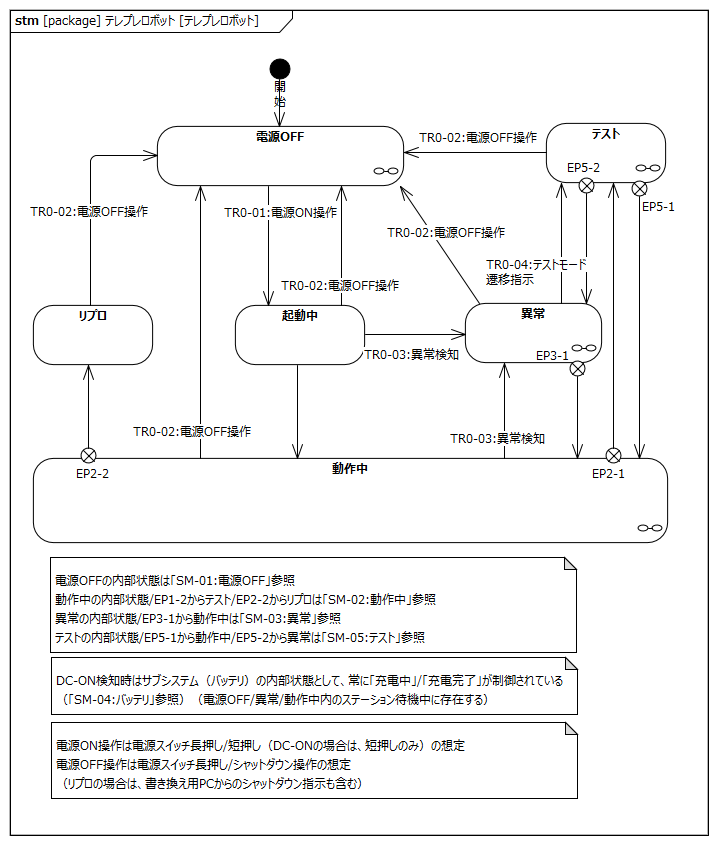 stm [package] テレプレロボット [テレプレロボット]
開
始
電源OFF
テスト
TR0-02:電源OFF操作
EP5-2
EP5-1
TR0-02:電源OFF操作
TR0-01:電源ON操作
TR0-02:電源OFF操作
TR0-04:テストモード
遷移指示
TR0-02:電源OFF操作
リプロ
起動中
異常
TR0-03:異常検知
EP3-1
TR0-02:電源OFF操作
TR0-03:異常検知
EP2-2
動作中
EP2-1
電源OFFの内部状態は「SM-01:電源OFF」参照
動作中の内部状態/EP1-2からテスト/EP2-2からリプロは「SM-02:動作中」参照
異常の内部状態/EP3-1から動作中は「SM-03:異常」参照
テストの内部状態/EP5-1から動作中/EP5-2から異常は「SM-05:テスト」参照
DC-ON検知時はサブシステム（バッテリ）の内部状態として、常に「充電中」/「充電完了」が制御されている
（「SM-04:バッテリ」参照）（電源OFF/異常/動作中内のステーション待機中に存在する）
電源ON操作は電源スイッチ長押し/短押し（DC-ONの場合は、短押しのみ）の想定
電源OFF操作は電源スイッチ長押し/シャットダウン操作の想定
（リプロの場合は、書き換え用PCからのシャットダウン指示も含む）